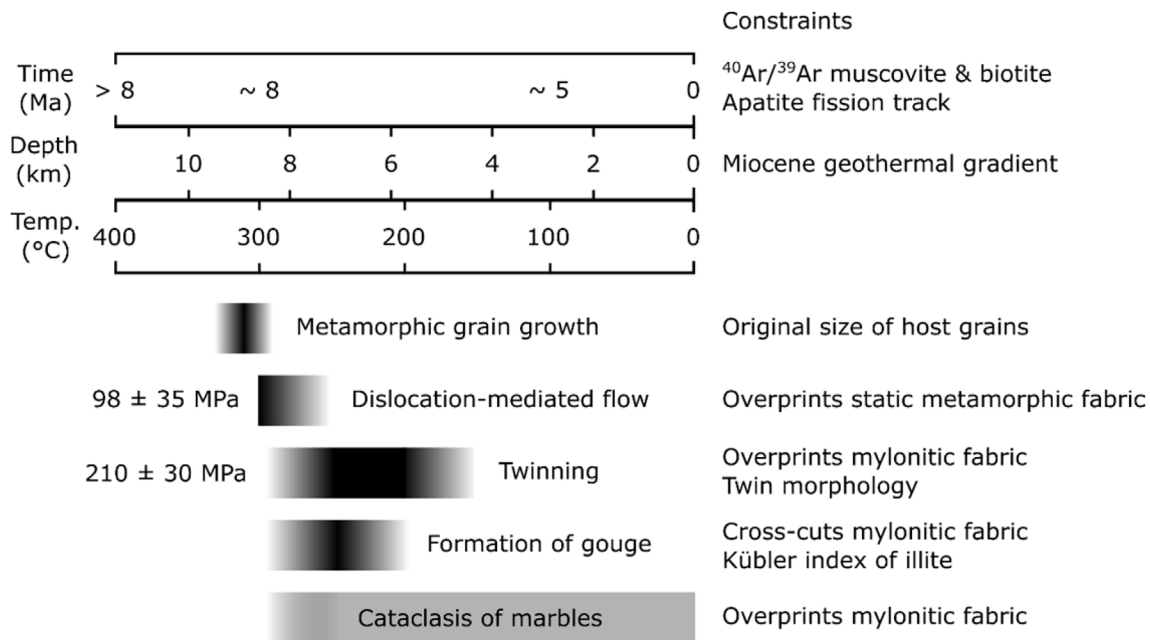 Constraints
Time
(Ma)
> 8 ~ 8 ~ 5 0
⁴⁰Ar/³⁹Ar muscovite & biotite
Apatite fission track
Depth
(km)
10 8 6 4 2 0
Miocene geothermal gradient
Temp.
(°C)
400 300 200 100 0
Metamorphic grain growth
Original size of host grains
98 ± 35 MPa
Dislocation-mediated flow
Overprints static metamorphic fabric
210 ± 30 MPa
Twinning
Overprints mylonitic fabric
Twin morphology
Formation of gouge
Cross-cuts mylonitic fabric
Kübler index of illite
Cataclasis of marbles
Overprints mylonitic fabric